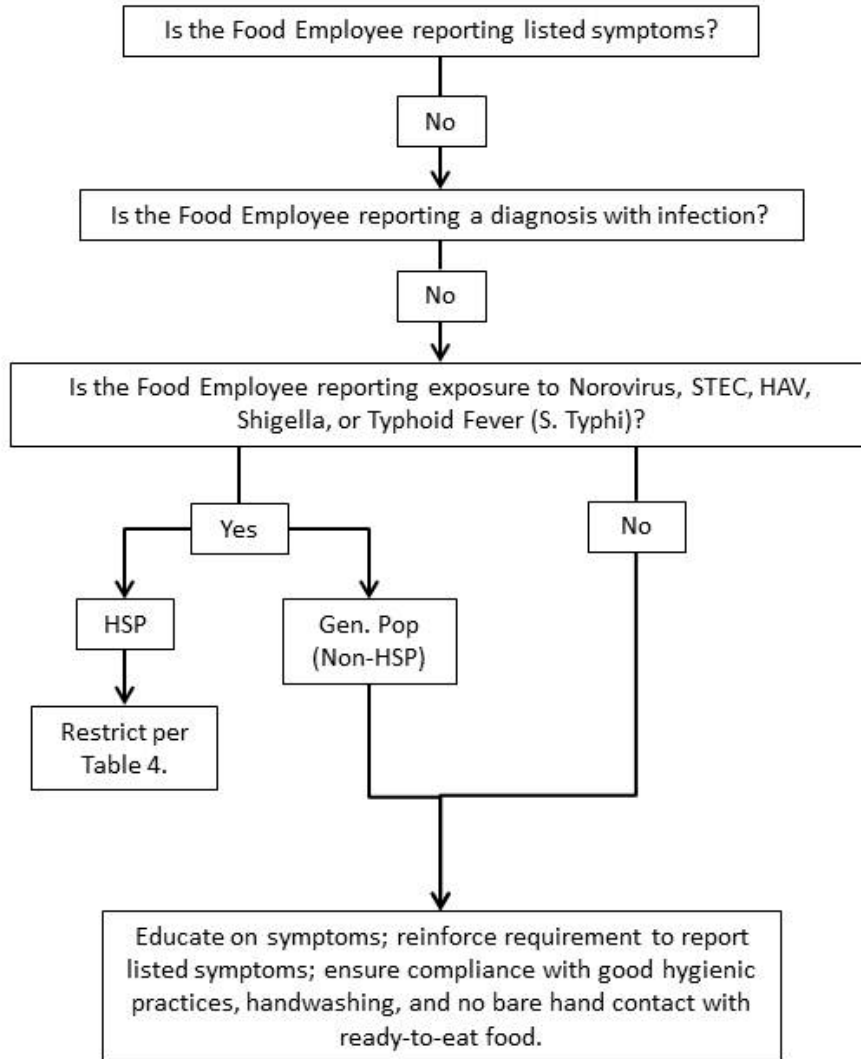 Is the Food Employee reporting listed symptoms?
No
Is the Food Employee reporting a diagnosis with infection?
No
Is the Food Employee reporting exposure to Norovirus, STEC, HAV,
Shigella, or Typhoid Fever (S. Typhi)?
Yes
No
HSP
Gen. Pop
(Non-HSP)
Restrict per
Table 4.
Educate on symptoms; reinforce requirement to report
listed symptoms; ensure compliance with good hygienic
practices, handwashing, and no bare hand contact with
ready-to-eat food.